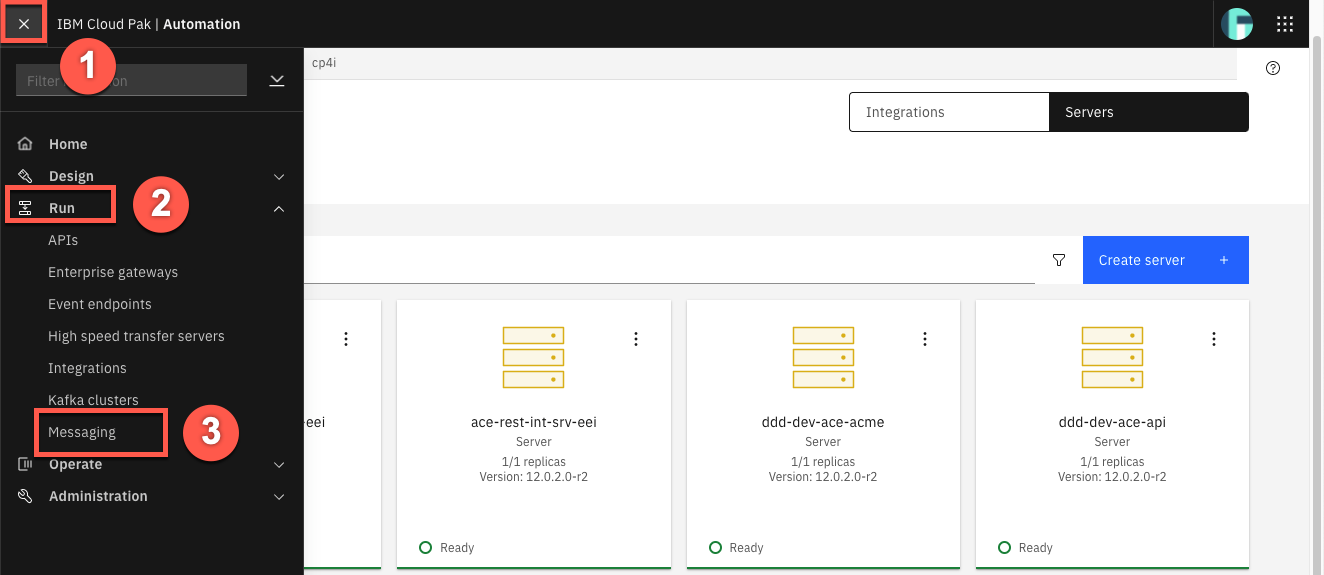 IBM Cloud Pak | Automation
1
Filter
cp4i
Integrations
Servers
Home
Design
2
Run
APIs
Enterprise gateways
Event endpoints
High speed transfer servers
Integrations
Kafka clusters
Messaging
3
Operate
Administration
Create server +
-eei
ace-rest-int-srv-eei
Server
1/1 replicas
Version: 12.0.2.0-r2
Ready
ddd-dev-ace-acme
Server
1/1 replicas
Version: 12.0.2.0-r2
Ready
ddd-dev-ace-api
Server
1/1 replicas
Version: 12.0.2.0-r2
Ready